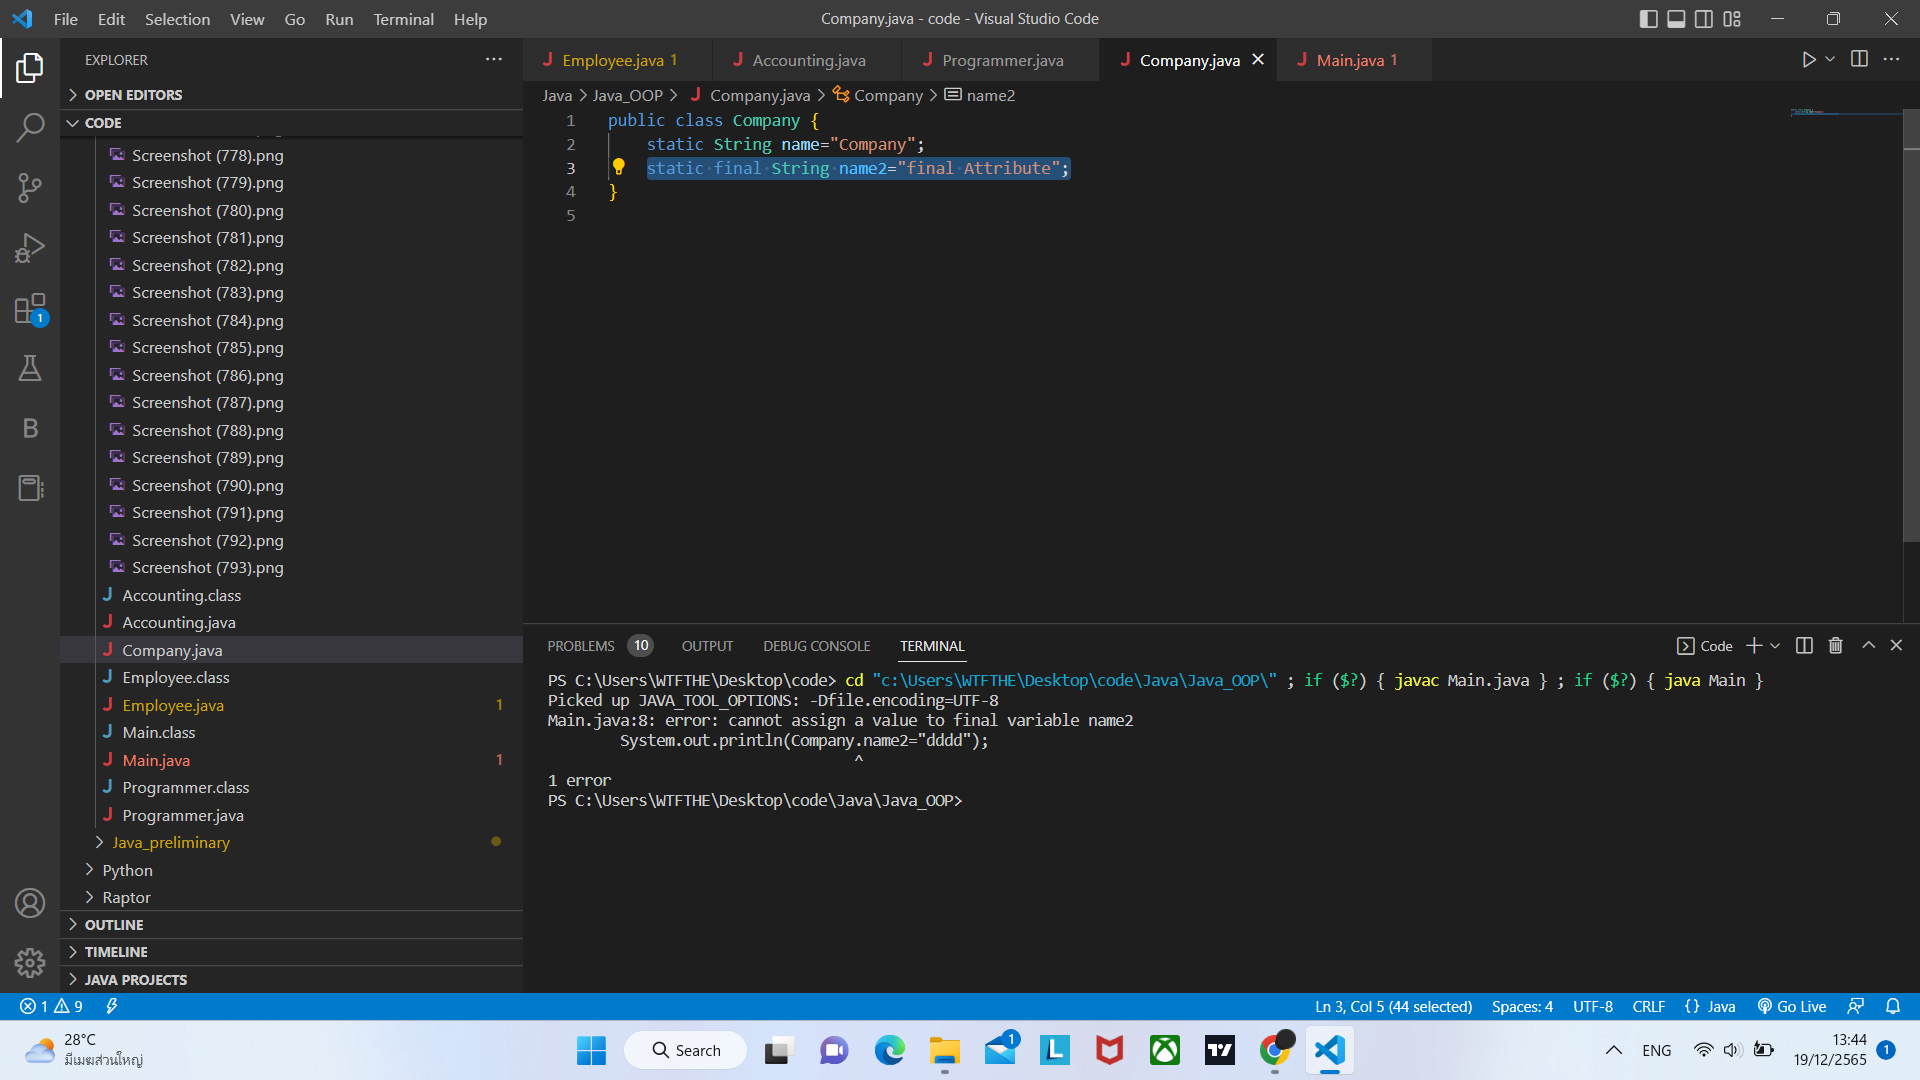 File Edit Selection View Go Run Terminal Help
Company.java - code - Visual Studio Code
EXPLORER
OPEN EDITORS
CODE
Screenshot (778).png
Screenshot (779).png
Screenshot (780).png
Screenshot (781).png
Screenshot (782).png
Screenshot (783).png
Screenshot (784).png
Screenshot (785).png
Screenshot (786).png
Screenshot (787).png
Screenshot (788).png
Screenshot (789).png
Screenshot (790).png
Screenshot (791).png
Screenshot (792).png
Screenshot (793).png
Accounting.class
Accounting.java
Company.java
Employee.class
Employee.java 1
Main.class
Main.java 1
Programmer.class
Programmer.java
Java_preliminary
Python
Raptor
OUTLINE
TIMELINE
JAVA PROJECTS
Employee.java 1 Accounting.java Programmer.java Company.java Main.java 1
Java > Java_OOP > Company.java > Company > name2
1 public class Company {
2 static String name="Company";
3 static final String name2="final Attribute";
4 }
5
PROBLEMS 10 OUTPUT DEBUG CONSOLE TERMINAL
Code
PS C:\Users\WTFTHE\Desktop\code> cd "c:\Users\WTFTHE\Desktop\code\Java\Java_OOP\" ; if ($?) { javac Main.java } ; if ($?) { java Main }
Picked up JAVA_TOOL_OPTIONS: -Dfile.encoding=UTF-8
Main.java:8: error: cannot assign a value to final variable name2
System.out.println(Company.name2="dddd");
^
1 error
PS C:\Users\WTFTHE\Desktop\code\Java\Java_OOP>
1 9
Ln 3, Col 5 (44 selected) Spaces: 4 UTF-8 CRLF {} Java Go Live
28°C
มีเมฆส่วนใหญ่
Search
1
ENG
13:44
19/12/2565
1